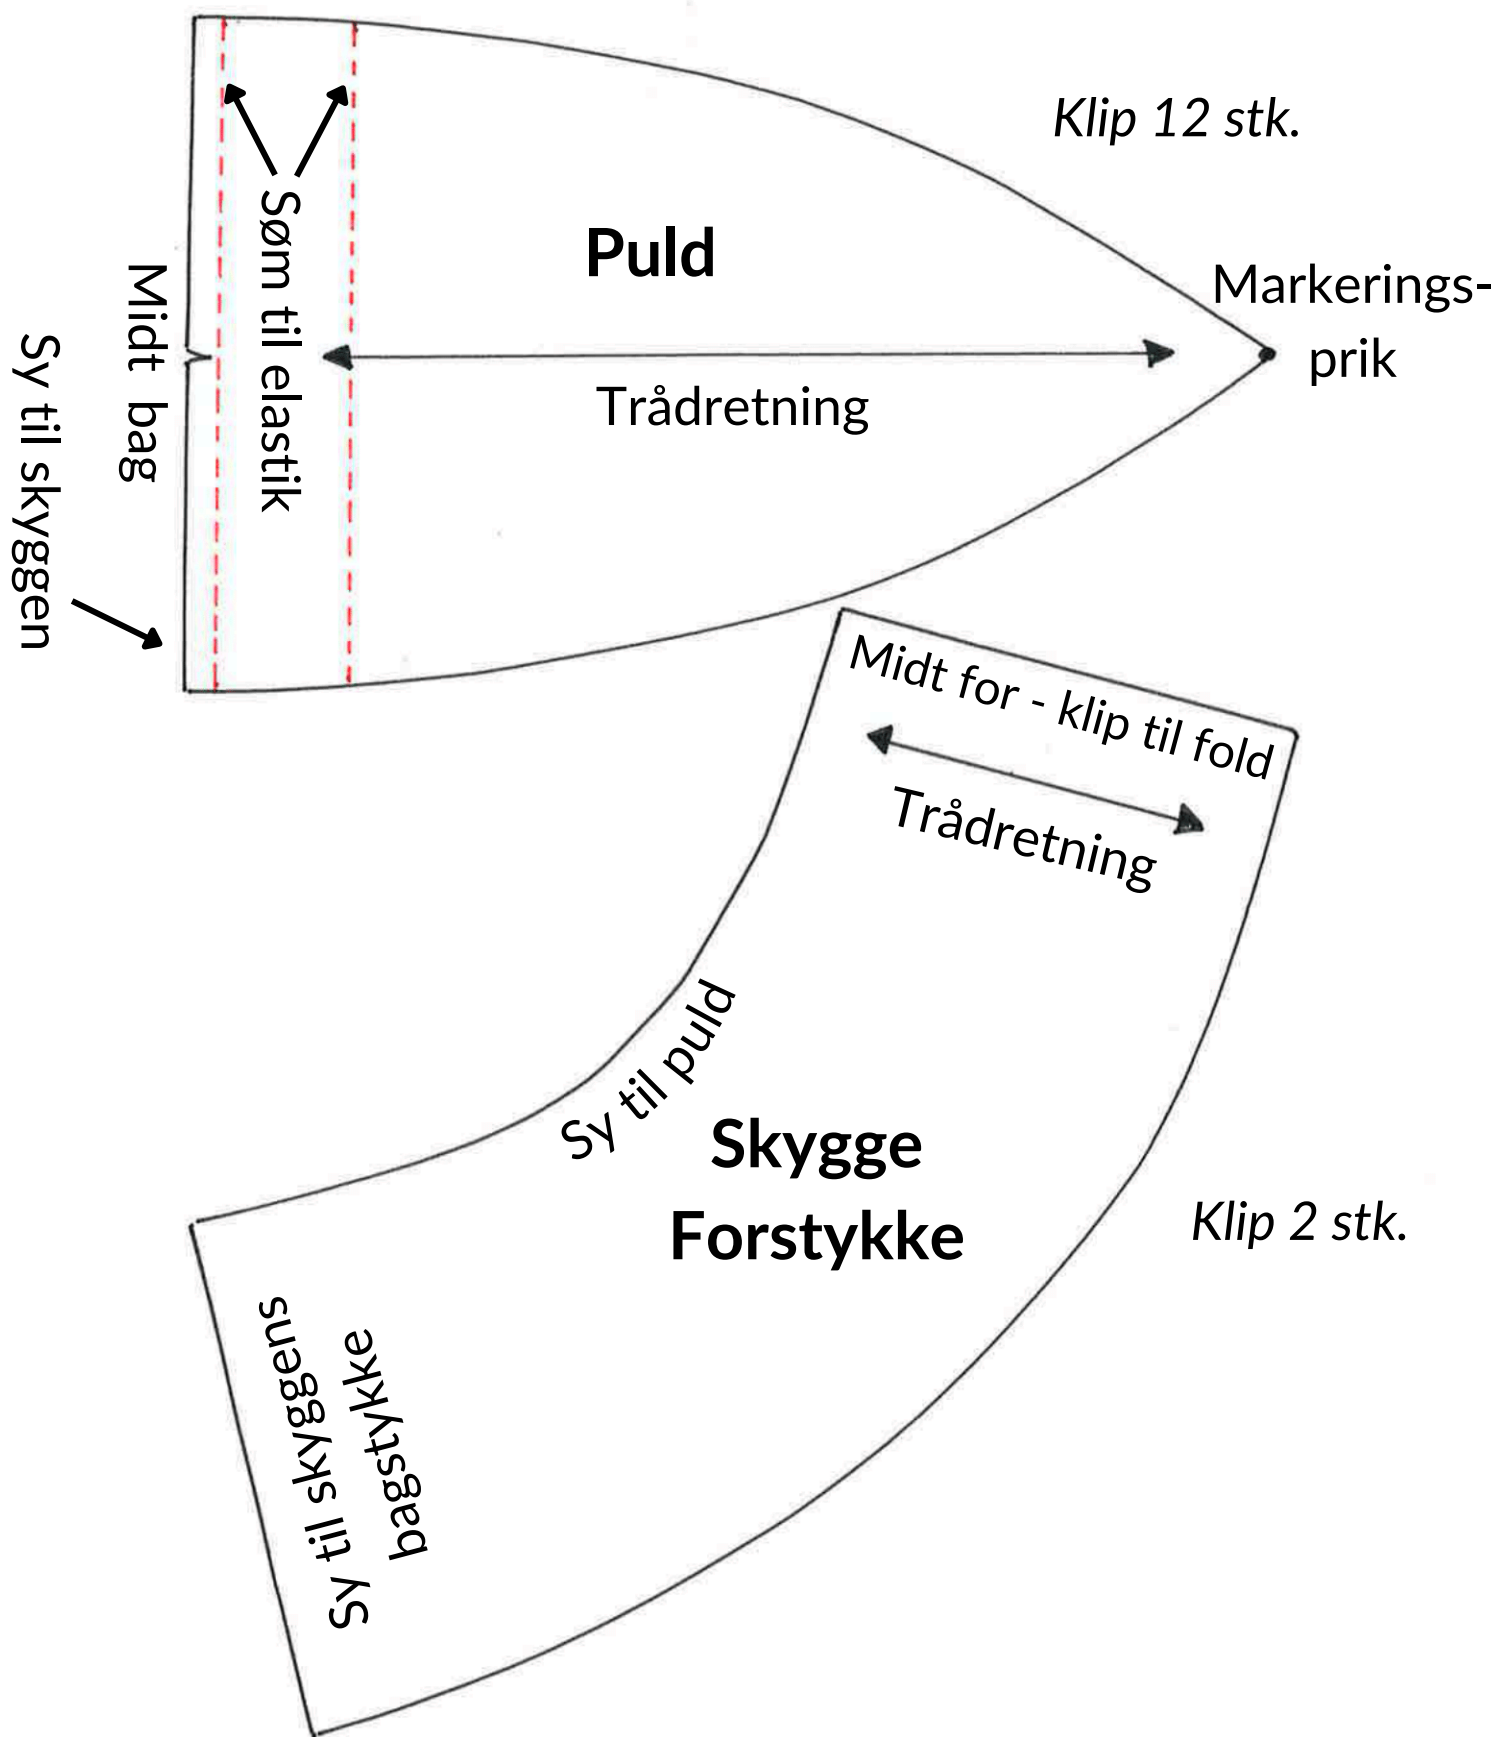 Klip 12 stk.
Puld
Markerings-
prik
Trådretning
Søm til elastik
Midt bag
Sy til skyggen
Midt for - klip til fold
Trådretning
Sy til puld
Skygge
Forstykke
Klip 2 stk.
Sy til skyggens
bagstykke